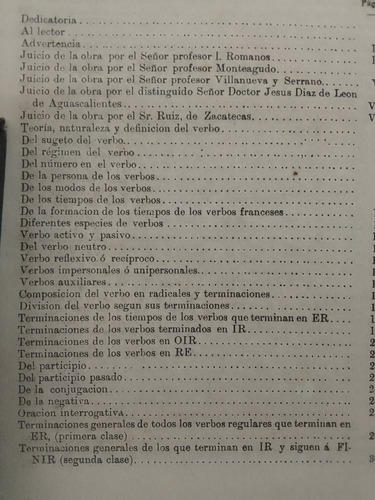 Pág
Dedicatoria
Al lector
Advertencia
Juicio de la obra por el Señor profesor I. Romanos
Juicio de la obra por el Señor profesor Monteagudo
Juicio de la obra por el Señor profesor Villanueva y Serrano
Juicio de la obra por el distinguido Señor Doctor Jesus Diaz de Leon
de Aguascalientes
Juicio de la obra por el Sr. Ruiz, de Zacatecas
Teoría, naturaleza y definicion del verbo
Del sugeto del verbo
Del régimen del verbo
Del número en el verbo
De la persona de los verbos
De los modos de los verbos
De los tiempos de los verbos
De la formacion de los tiempos de los verbos franceses
Diferentes especies de verbos
Verbo activo y pasivo
Del verbo neutro
Verbo reflexivo ó recíproco
Verbos impersonales ó unipersonales
Verbos auxiliares
Composicion del verbo en radicales y terminaciones
Division del verbo segun sus terminaciones
Terminaciones de los tiempos de los verbos que terminan en ER
Terminaciones de los verbos terminados en IR
Terminaciones de los verbos en OIR
Terminaciones de los verbos en RE
Del participio
Del participio pasado
De la conjugacion
De la negativa
Oracion interrogativa
Terminaciones generales de todos los verbos regulares que terminan en
ER, (primera clase)
Terminaciones generales de los que terminan en IR y siguen á FI-
NIR (segunda clase)